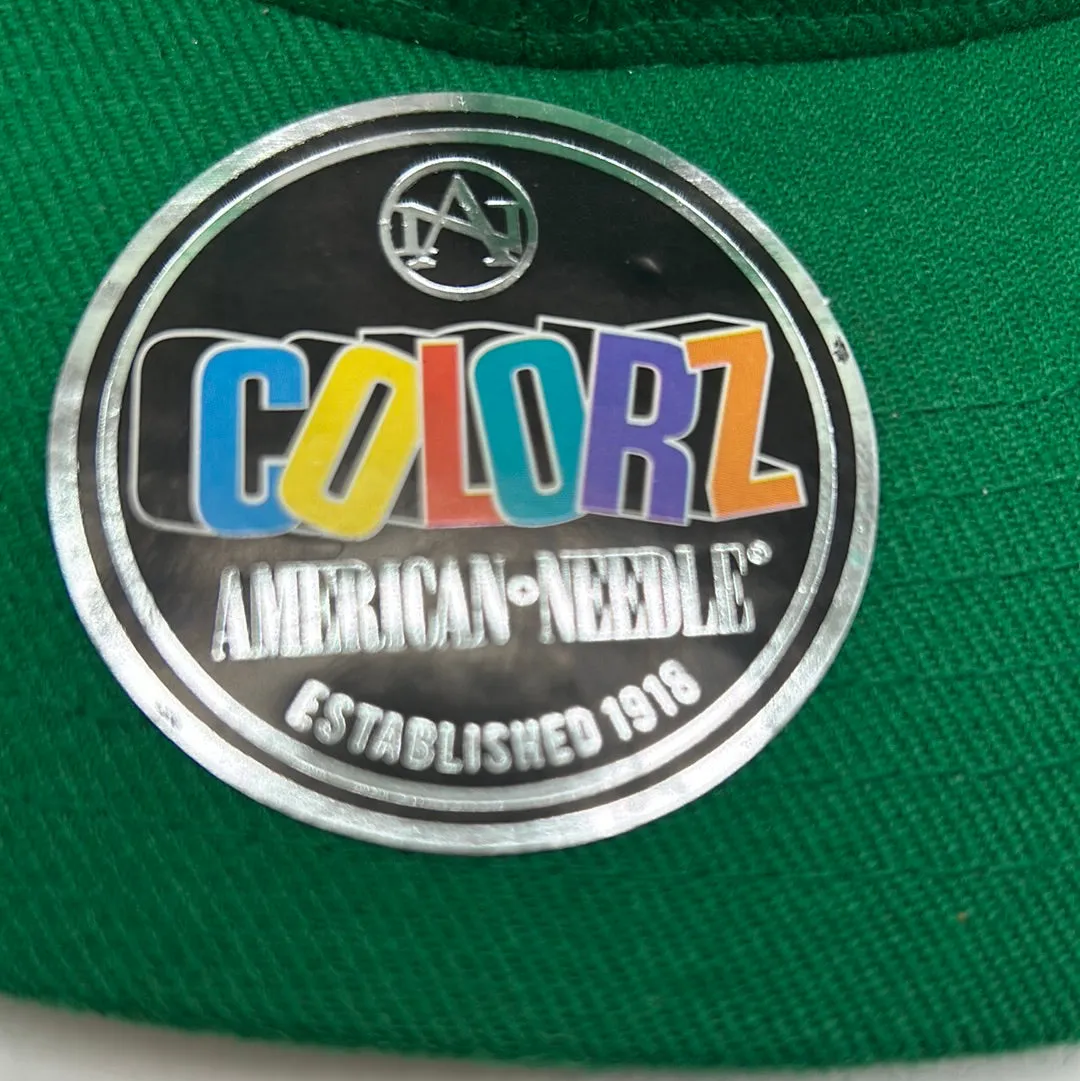 AN
COLORZ
AMERICAN NEEDLE®
ESTABLISHED 1918